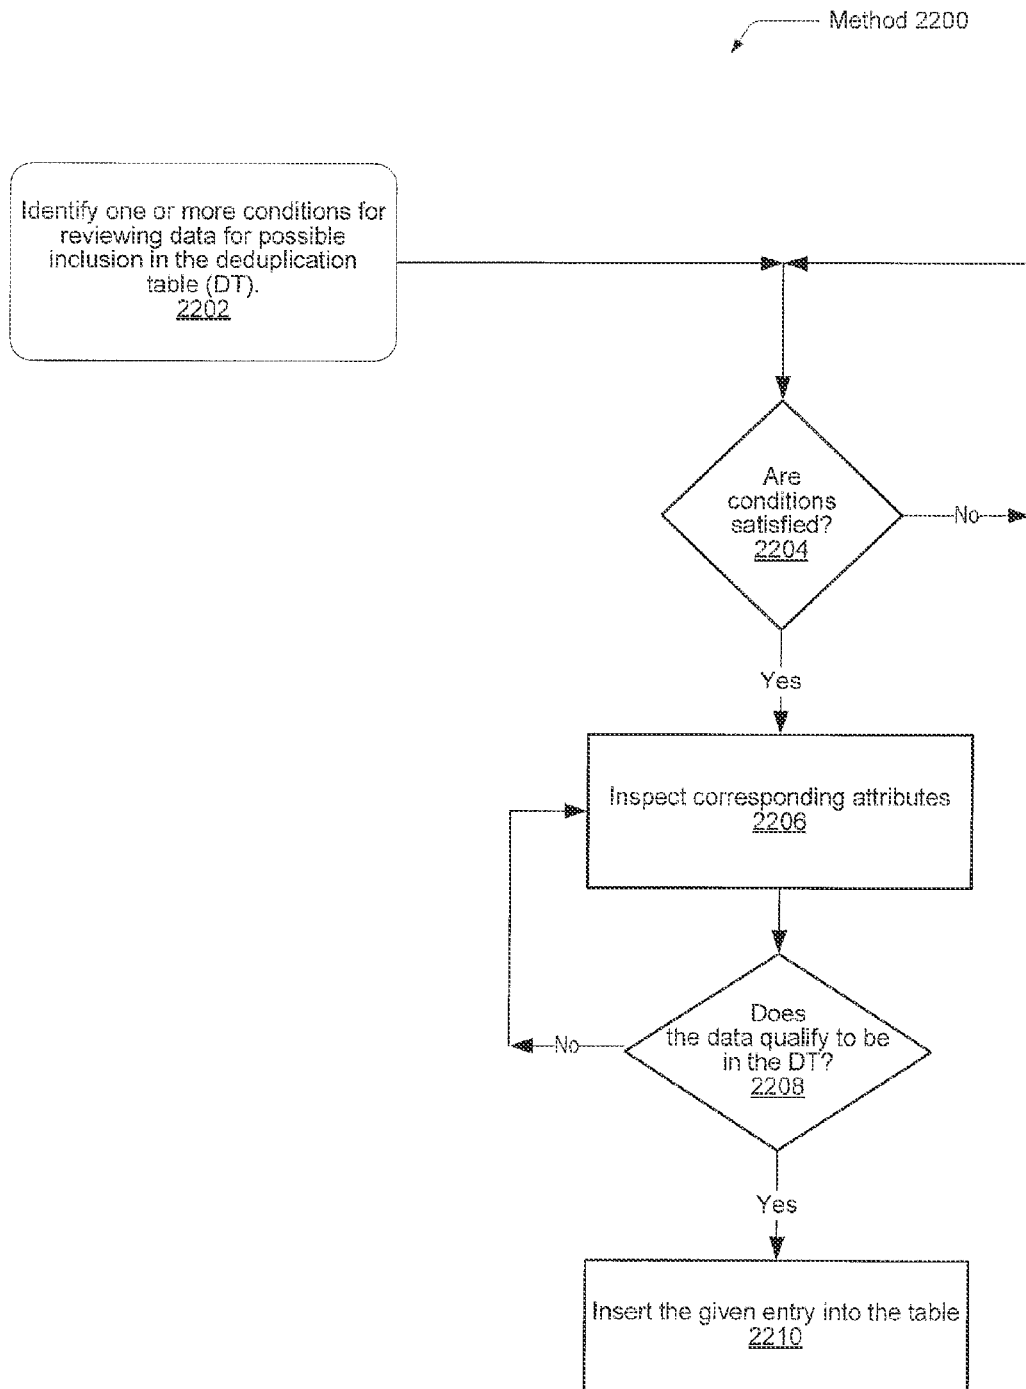 Method 2200
Identify one or more conditions for
reviewing data for possible
inclusion in the deduplication
table (DT).
2202
Are
conditions
satisfied?
2204
No
Yes
Inspect corresponding attributes
2206
Does
the data qualify to be
in the DT?
2208
No
Yes
Insert the given entry into the table
2210